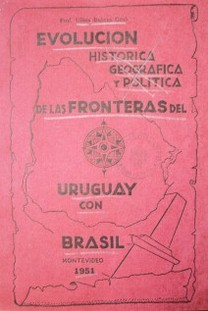 EVOLUCION
HISTORICA
GEOGRAFICA
Y POLITICA
DE LAS FRONTERAS DEL
URUGUAY
CON
BRASIL
MONTEVIDEO
1951